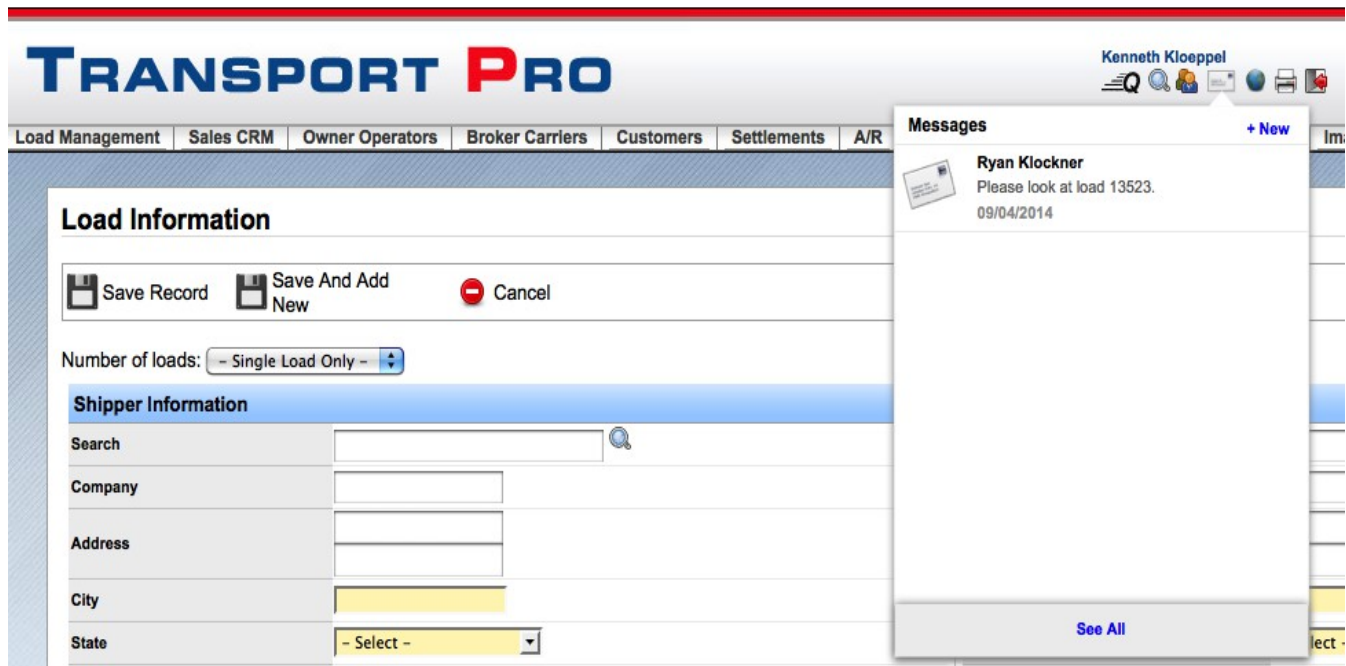 TRANSPORT PRO
Kenneth Kloeppel
Q
Load Management Sales CRM Owner Operators Broker Carriers Customers Settlements A/R
Messages + New
Ryan Klockner
Please look at load 13523.
09/04/2014
See All
Load Information
Save Record
Save And Add
New
Cancel
Number of loads: – Single Load Only –
Shipper Information
Search
Company
Address
City
State – Select –